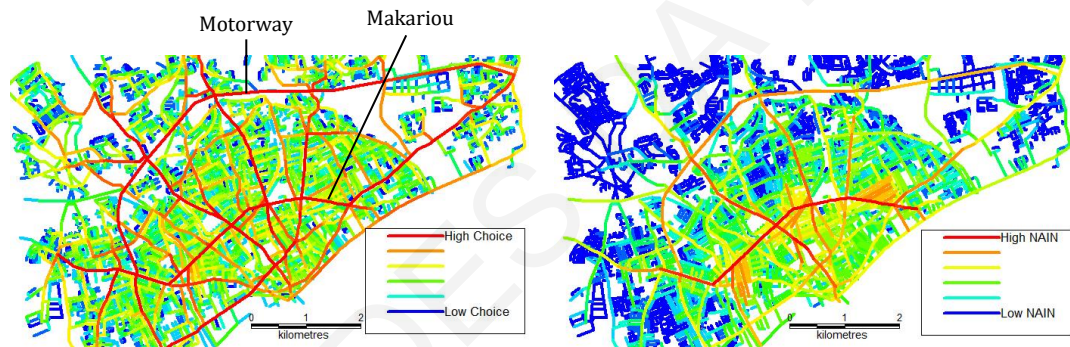 Motorway
Makariou
High Choice
Low Choice
0 1 2
kilometres
High NAIN
Low NAIN
0 1 2
kilometres